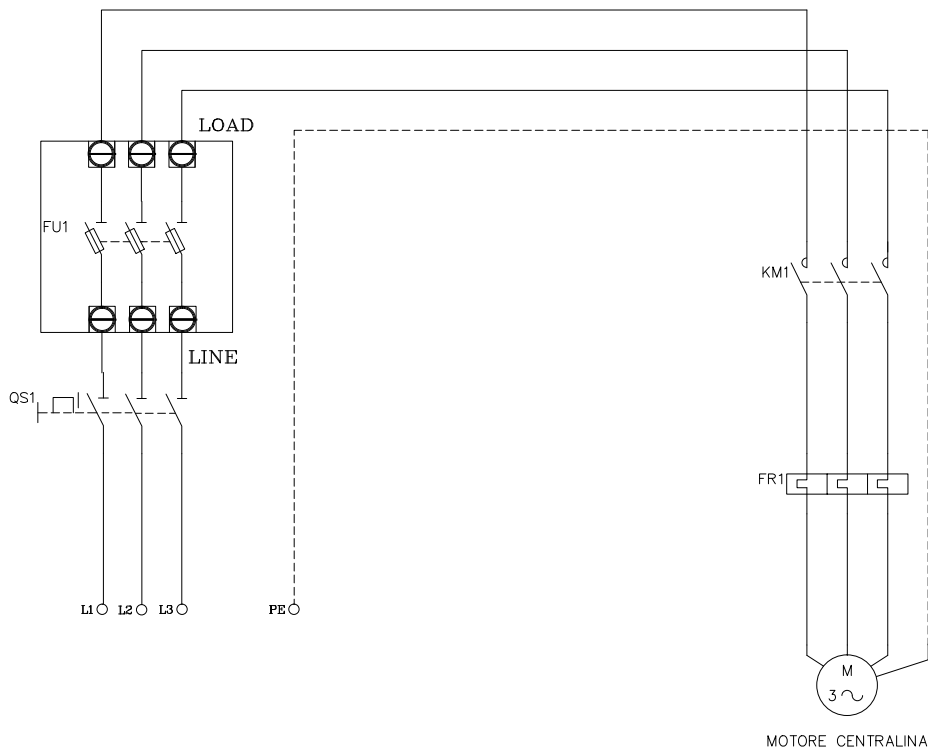 LOAD
FU1
KM1
LINE
QS1
FR1
L1
L2
L3
PE
M
3
MOTORE CENTRALINA